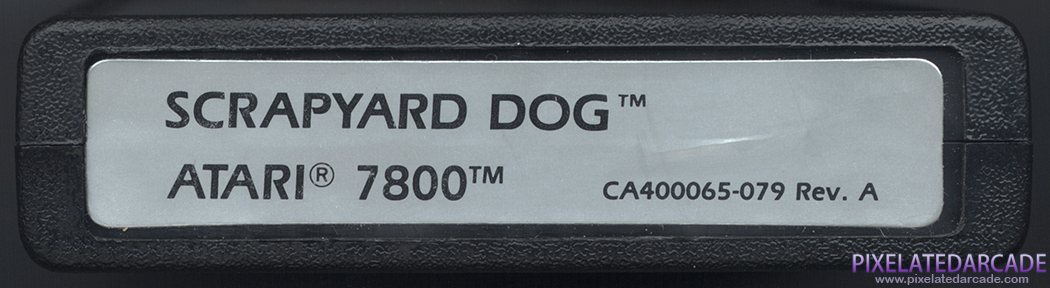 SCRAPYARD DOG™
ATARI® 7800™
CA400065-079 Rev. A
PIXELATEDARCADE
www.pixelatedarcade.com